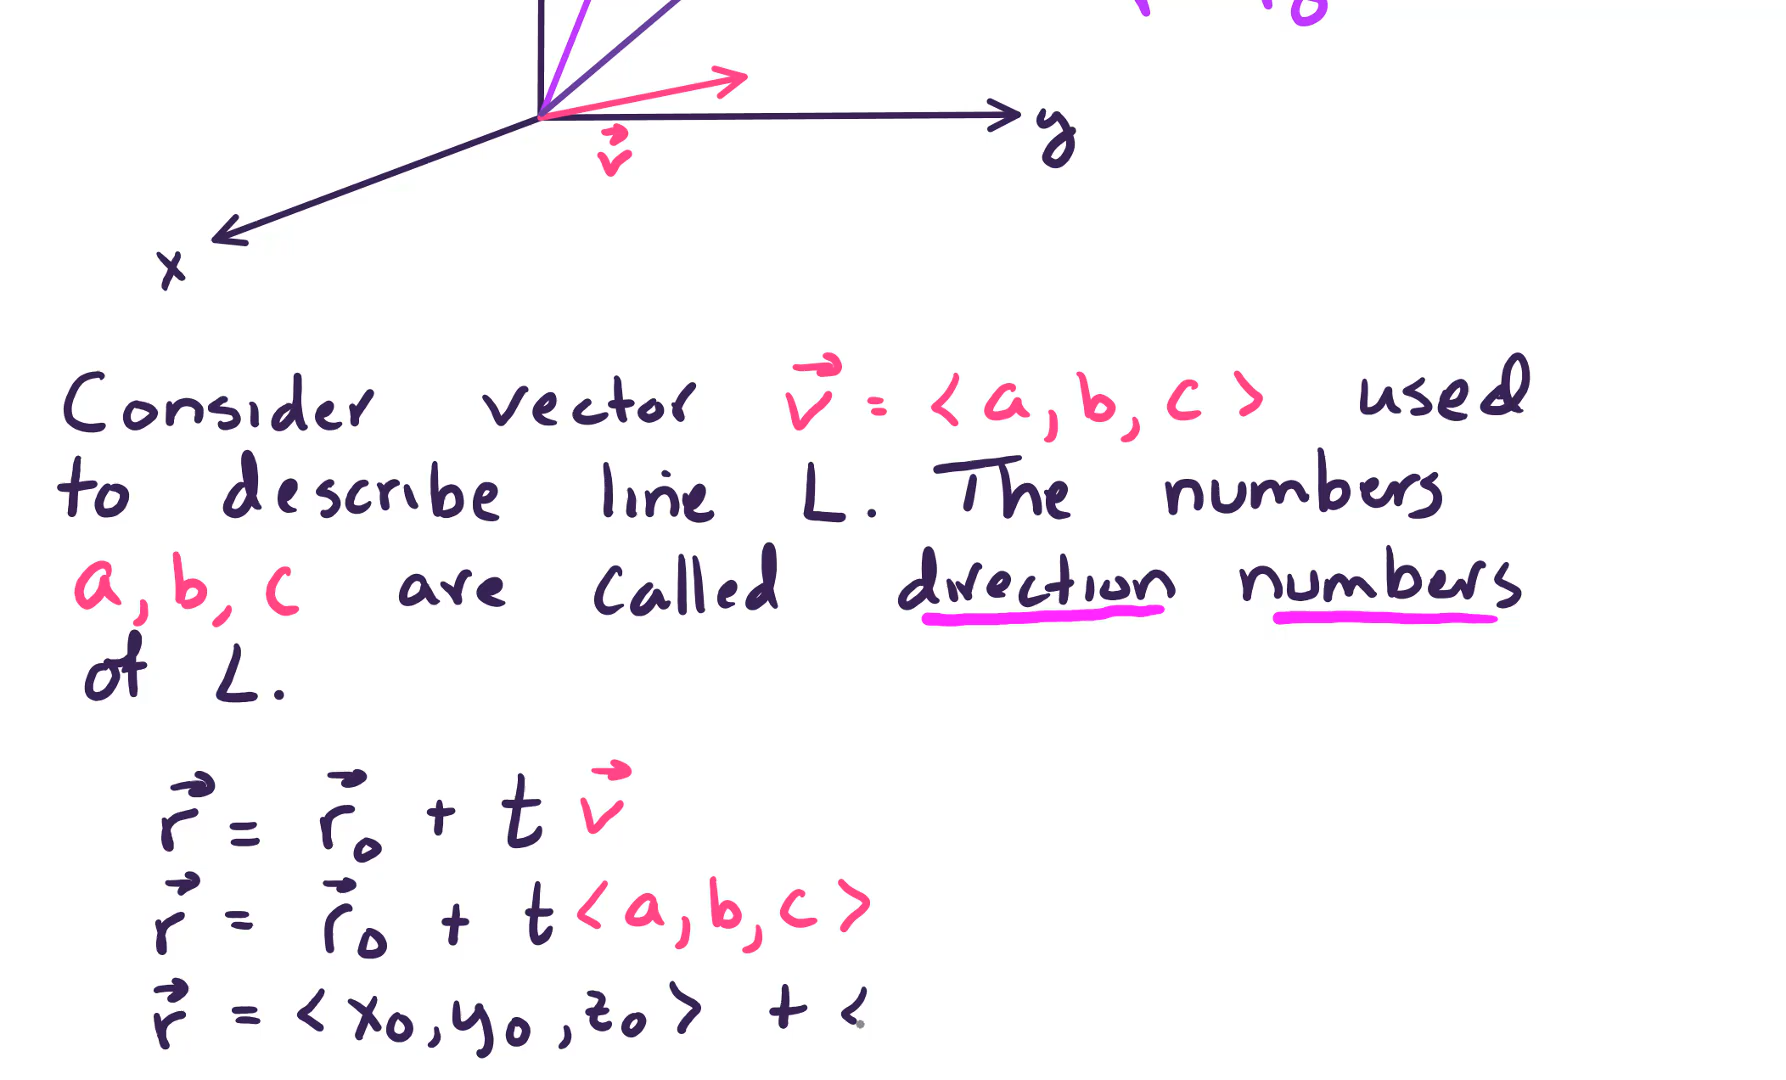 y
v⃗
x
Consider vector v⃗ = <a, b, c> used
to describe line L. The numbers
a, b, c are called direction numbers
of L.
r⃗ = r⃗₀ + t v⃗
r⃗ = r⃗₀ + t<a, b, c>
r⃗ = <x₀, y₀, z₀> + <